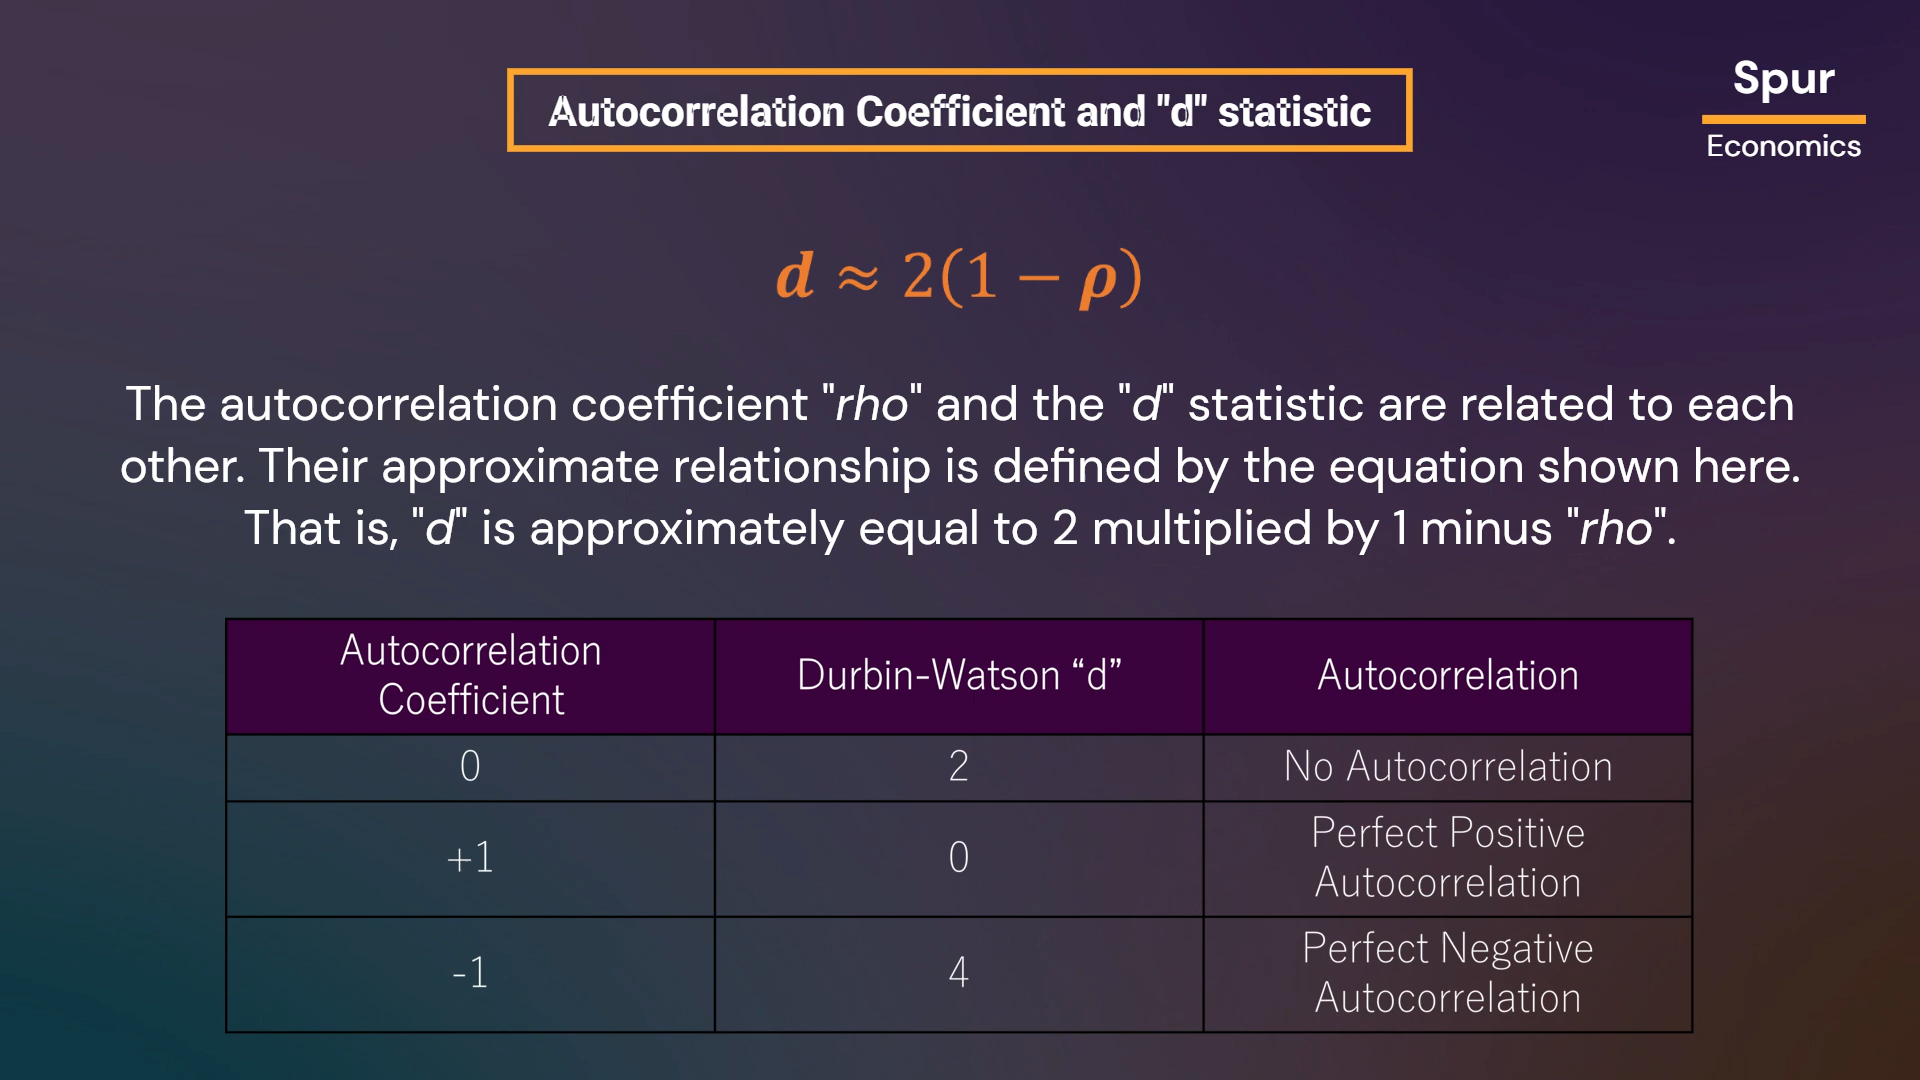 Autocorrelation Coefficient and "d" statistic
Spur
Economics
d ≈ 2(1 − ρ)
The autocorrelation coefficient "rho" and the "d" statistic are related to each
other. Their approximate relationship is defined by the equation shown here.
That is, "d" is approximately equal to 2 multiplied by 1 minus "rho".
Autocorrelation
Coefficient
Durbin-Watson “d”
Autocorrelation
0
2
No Autocorrelation
+1
0
Perfect Positive
Autocorrelation
-1
4
Perfect Negative
Autocorrelation